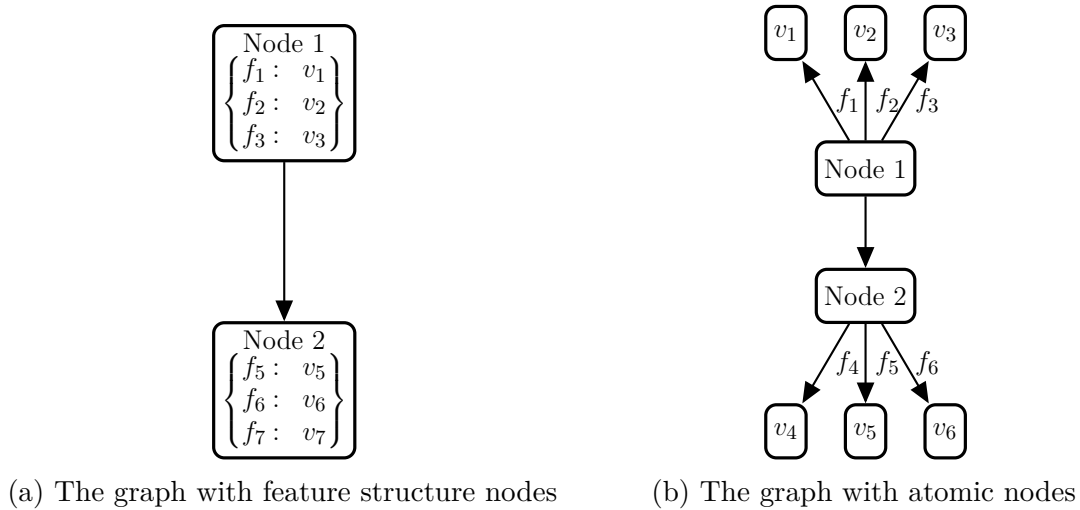 Node 1
f₁ : v₁
f₂ : v₂
f₃ : v₃
Node 2
f₅ : v₅
f₆ : v₆
f₇ : v₇
(a) The graph with feature structure nodes
v₁ v₂ v₃
f₁ f₂ f₃
Node 1
Node 2
f₄ f₅ f₆
v₄ v₅ v₆
(b) The graph with atomic nodes